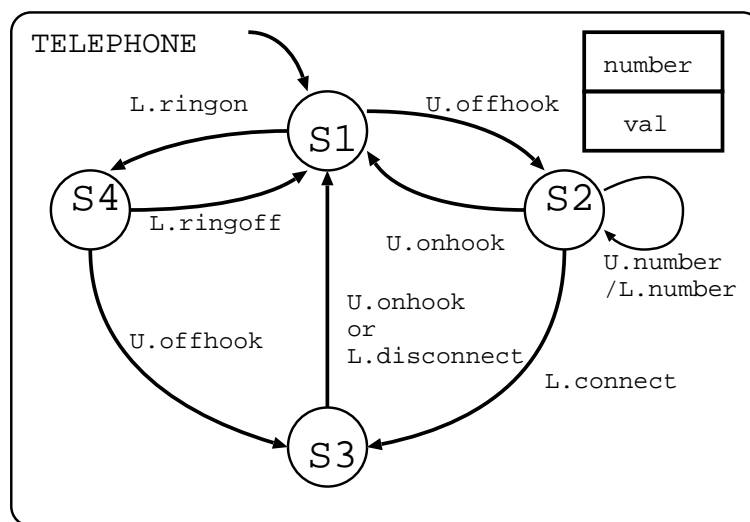 TELEPHONE
number
val
L.ringon
U.offhook
S1
S4
S2
L.ringoff
U.onhook
U.number
/L.number
U.onhook
or
L.disconnect
U.offhook
L.connect
S3